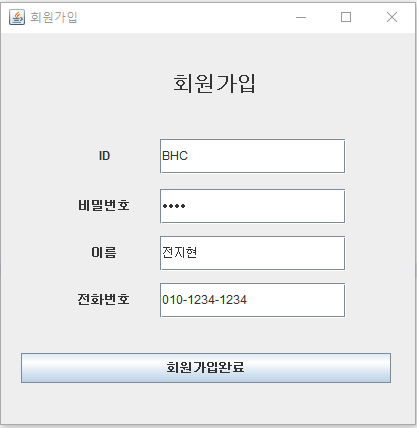 회원가입
회원가입
ID BHC
비밀번호 ••••
이름 전지현
전화번호 010-1234-1234
회원가입완료